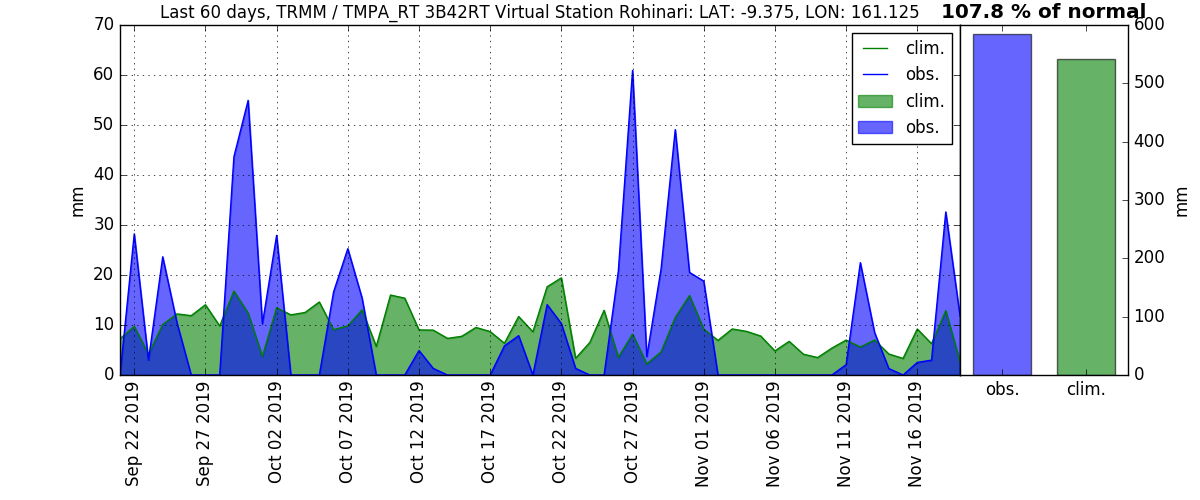 Last 60 days, TRMM / TMPA_RT 3B42RT Virtual Station Rohinari: LAT: -9.375, LON: 161.125
107.8 % of normal
70
60
50
40
30
20
10
0
mm
clim.
obs.
clim.
obs.
Sep 22 2019
Sep 27 2019
Oct 02 2019
Oct 07 2019
Oct 12 2019
Oct 17 2019
Oct 22 2019
Oct 27 2019
Nov 01 2019
Nov 06 2019
Nov 11 2019
Nov 16 2019
600
500
400
300
200
100
0
mm
obs.
clim.